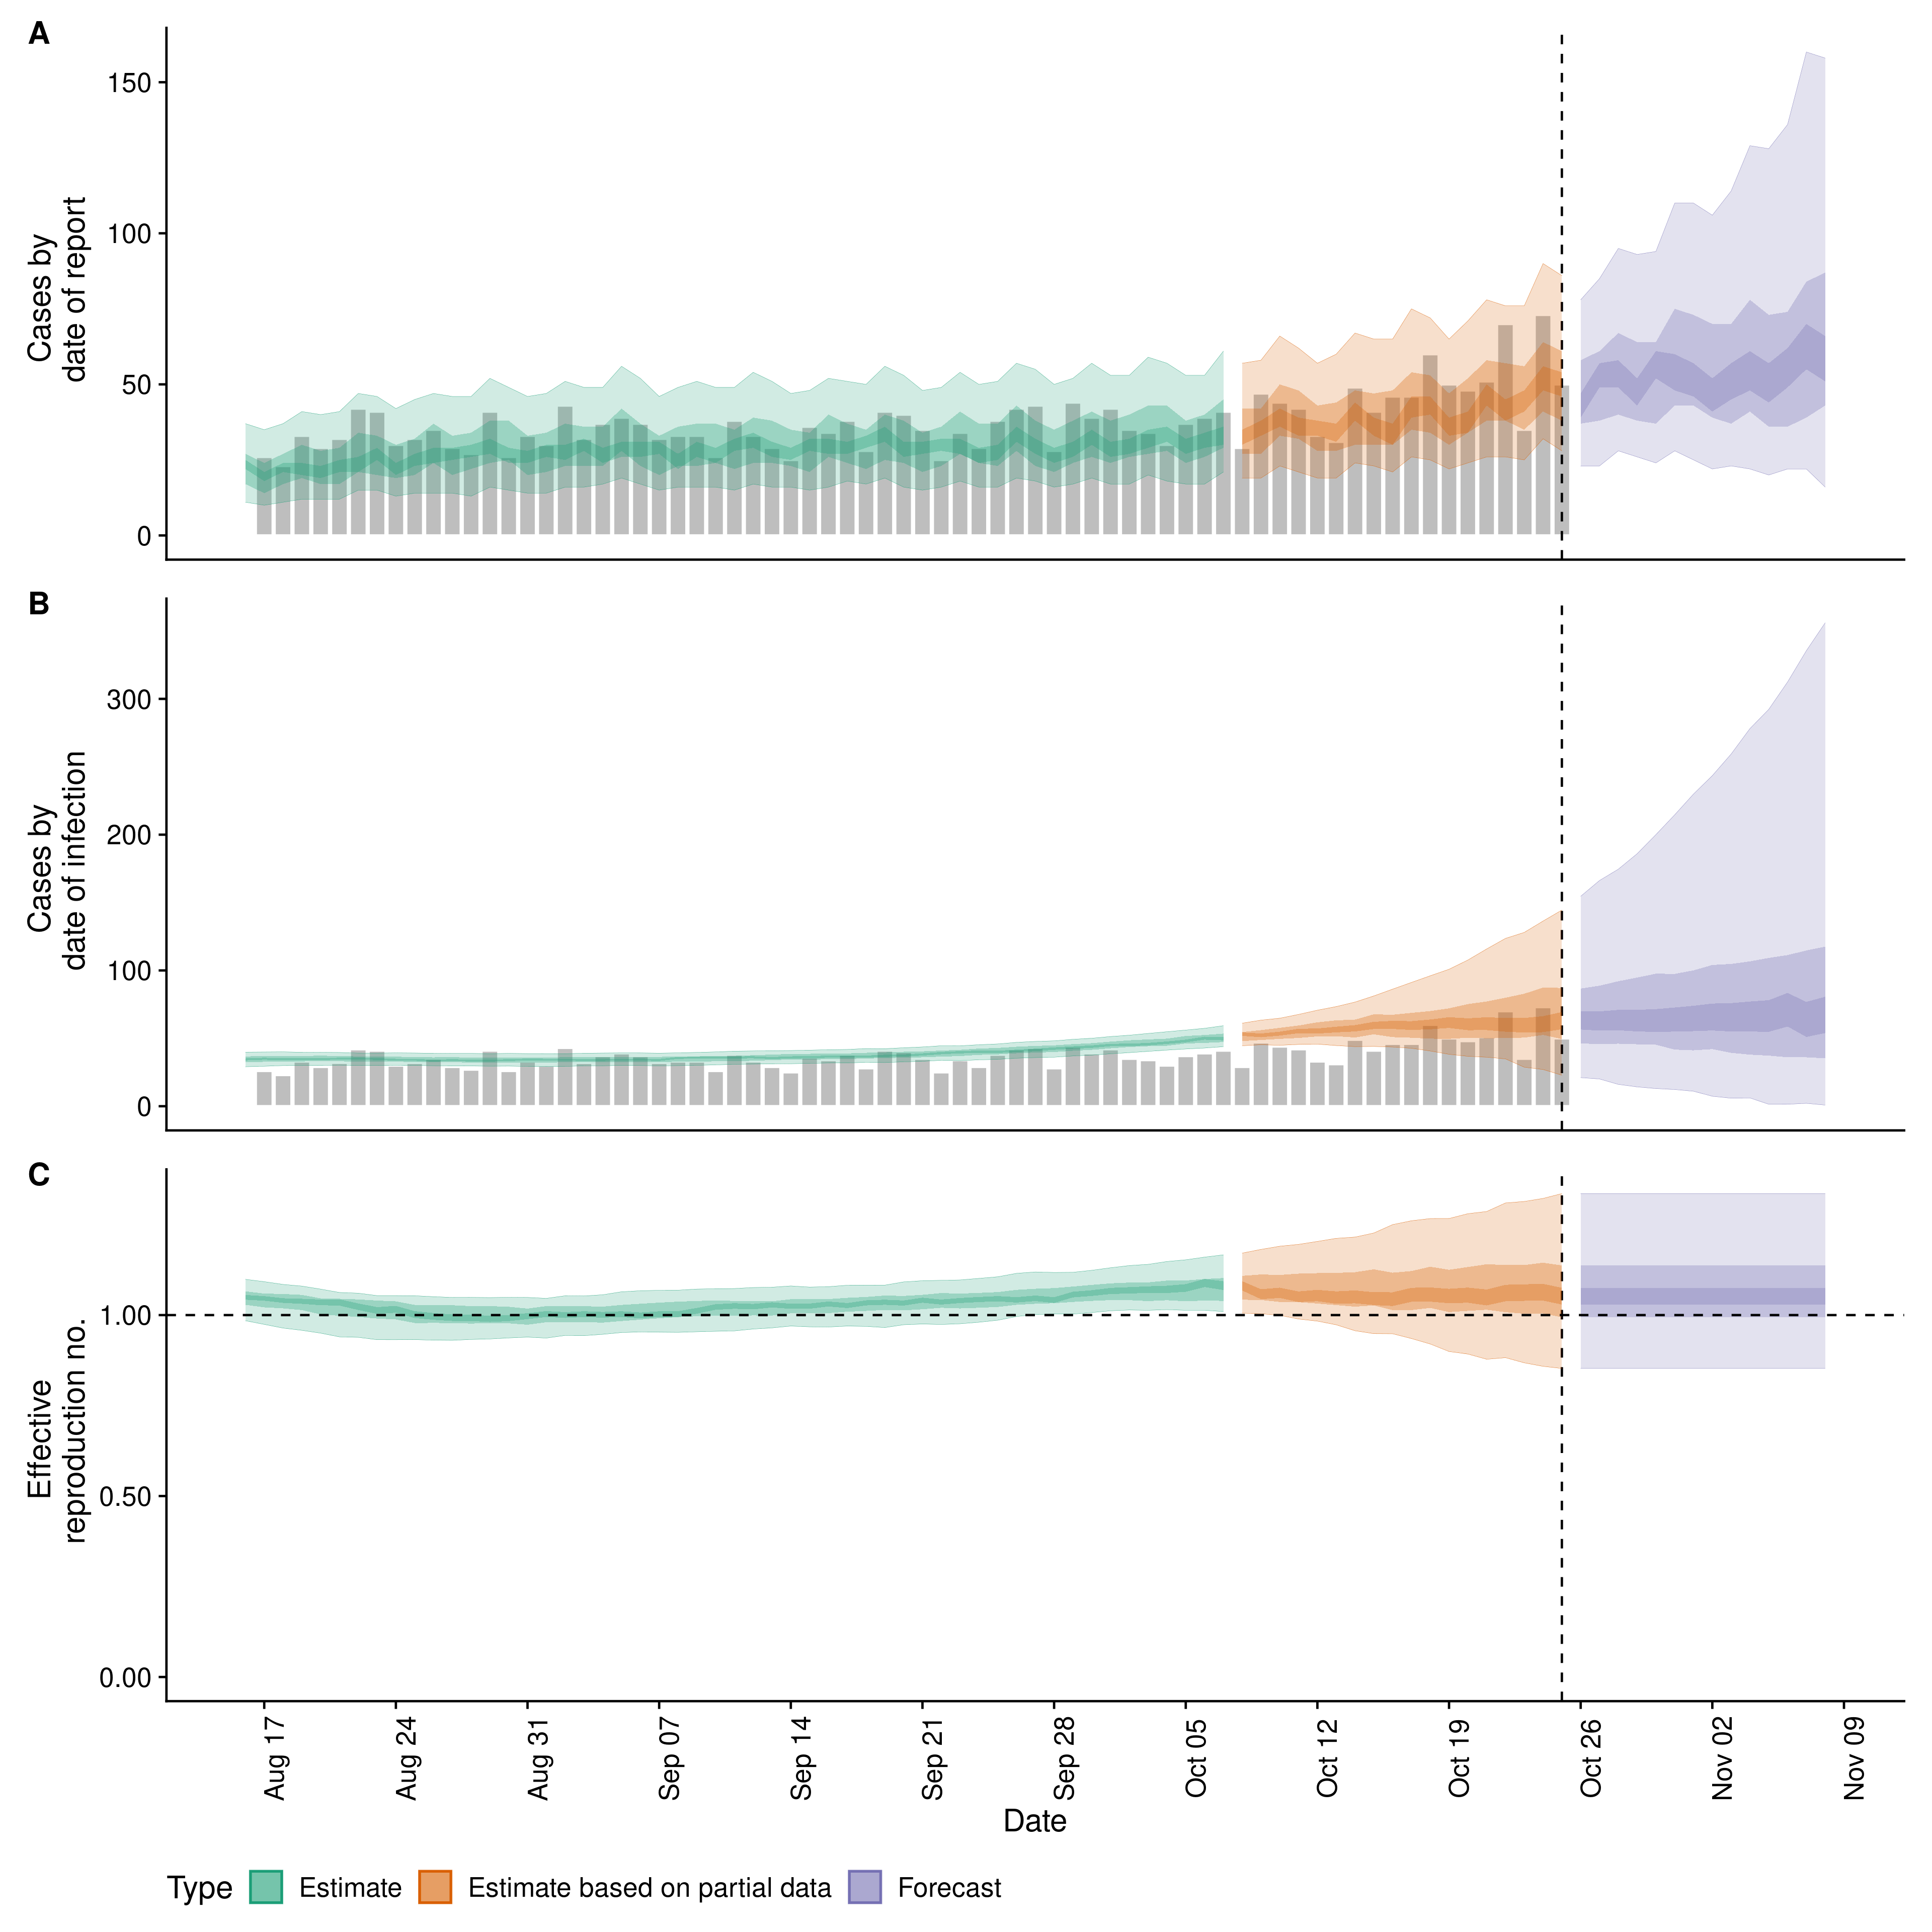 A
Cases by
date of report
150
100
50
0
B
Cases by
date of infection
300
200
100
0
C
Effective
reproduction no.
1.00
0.50
0.00
Aug 17
Aug 24
Aug 31
Sep 07
Sep 14
Sep 21
Sep 28
Oct 05
Oct 12
Oct 19
Oct 26
Nov 02
Nov 09
Date
Type Estimate Estimate based on partial data Forecast